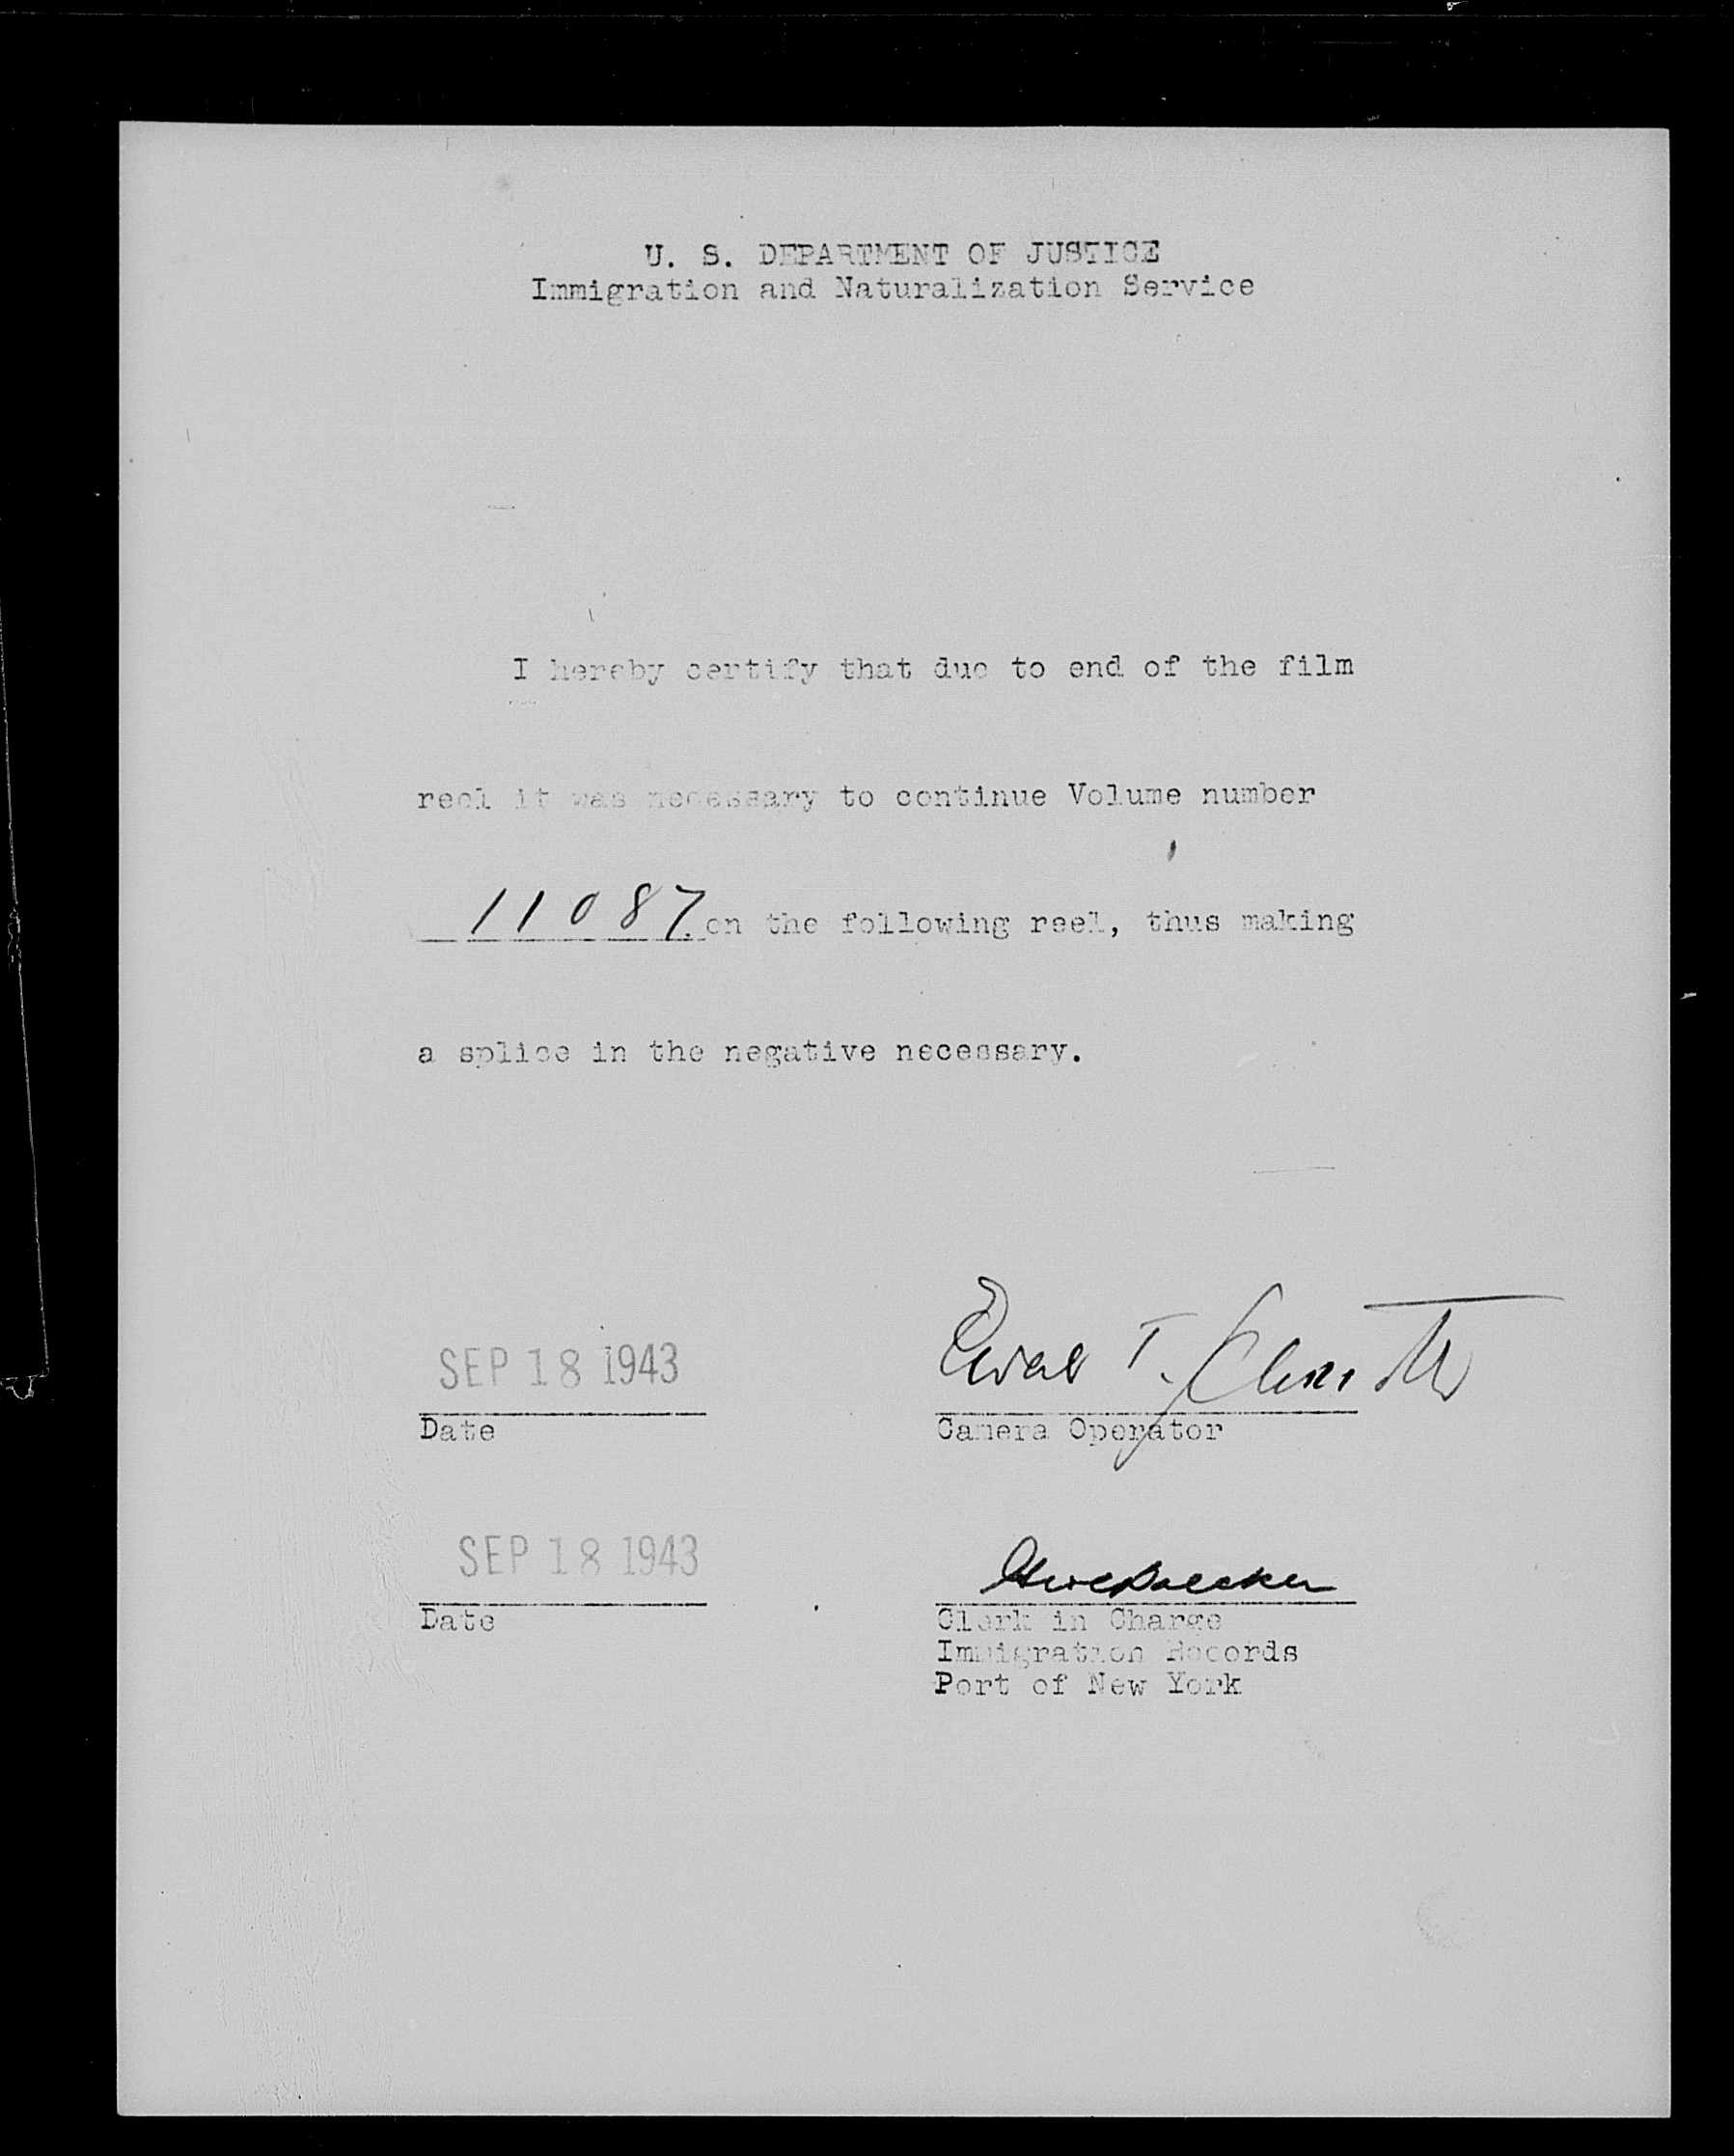 U. S. DEPARTMENT OF JUSTICE
Immigration and Naturalization Service
I hereby certify that due to end of the film
reel it was necessary to continue Volume number
11087 on the following reel, thus making
a splice in the negative necessary.
SEP 18 1943
Date
T.
Camera Operator
SEP 18 1943
Date
Clerk in Charge
Immigration Records
Port of New York